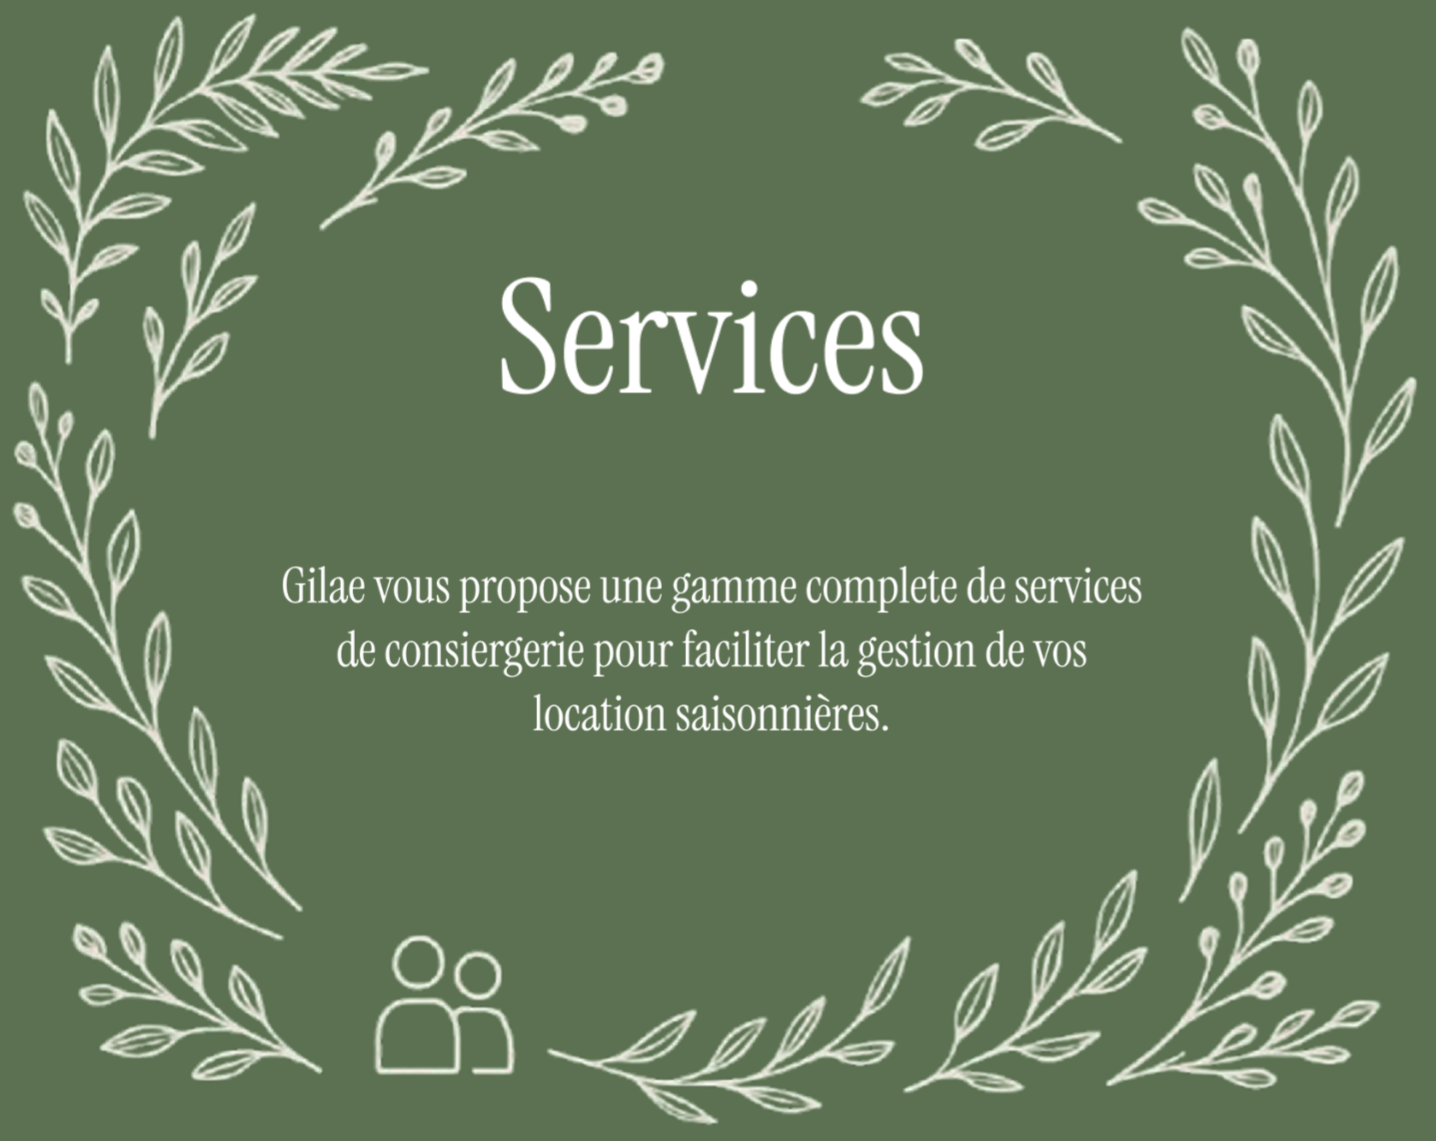 Services
Gilae vous propose une gamme complete de services
de consiergerie pour faciliter la gestion de vos
location saisonnières.